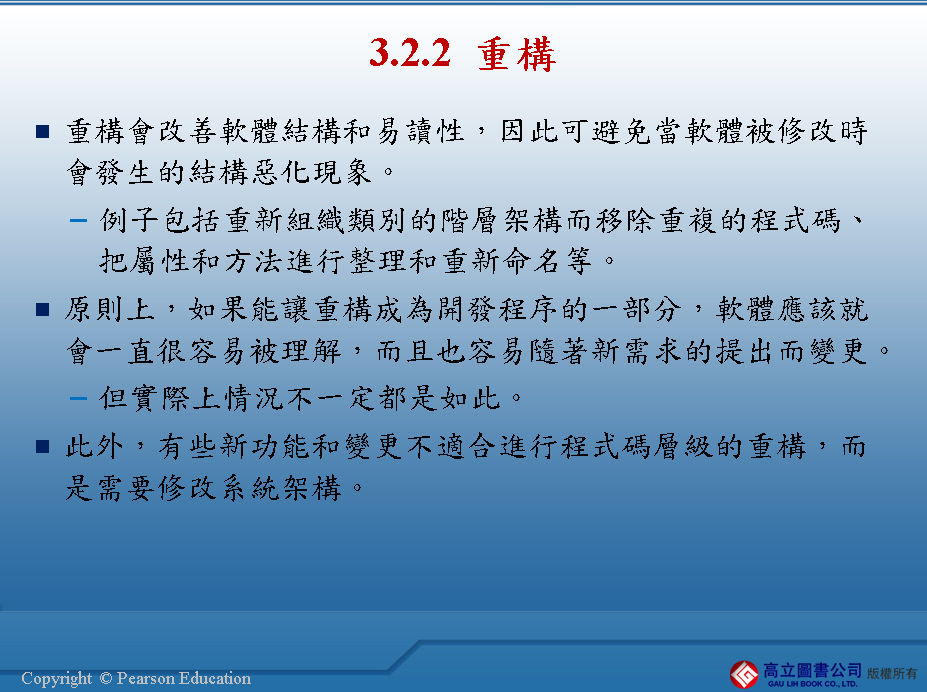 3.2.2 重構
重構會改善軟體結構和易讀性，因此可避免當軟體被修改時
會發生的結構惡化現象。
– 例子包括重新組織類別的階層架構而移除重複的程式碼、
把屬性和方法進行整理和重新命名等。
原則上，如果能讓重構成為開發程序的一部分，軟體應該就
會一直很容易被理解，而且也容易隨著新需求的提出而變更。
– 但實際上情況不一定都是如此。
此外，有些新功能和變更不適合進行程式碼層級的重構，而
是需要修改系統架構。
Copyright © Pearson Education
高立圖書公司 版權所有
GAU LIH BOOK CO., LTD.